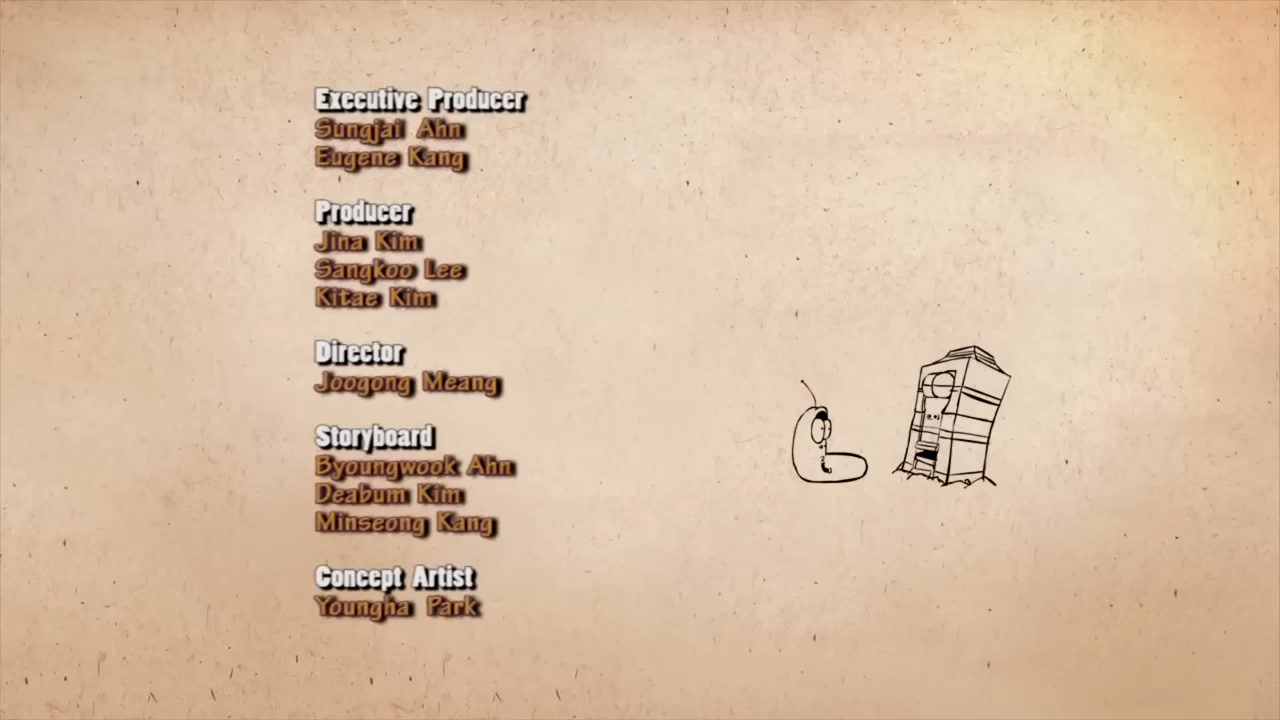 Executive Producer
Sungjai Ahn
Eugene Kang
Producer
Jina Kim
Sangkoo Lee
Kitae Kim
Director
Joogong Meang
Storyboard
Byoungwook Ahn
Deabum Kim
Minseong Kang
Concept Artist
Youngha Park